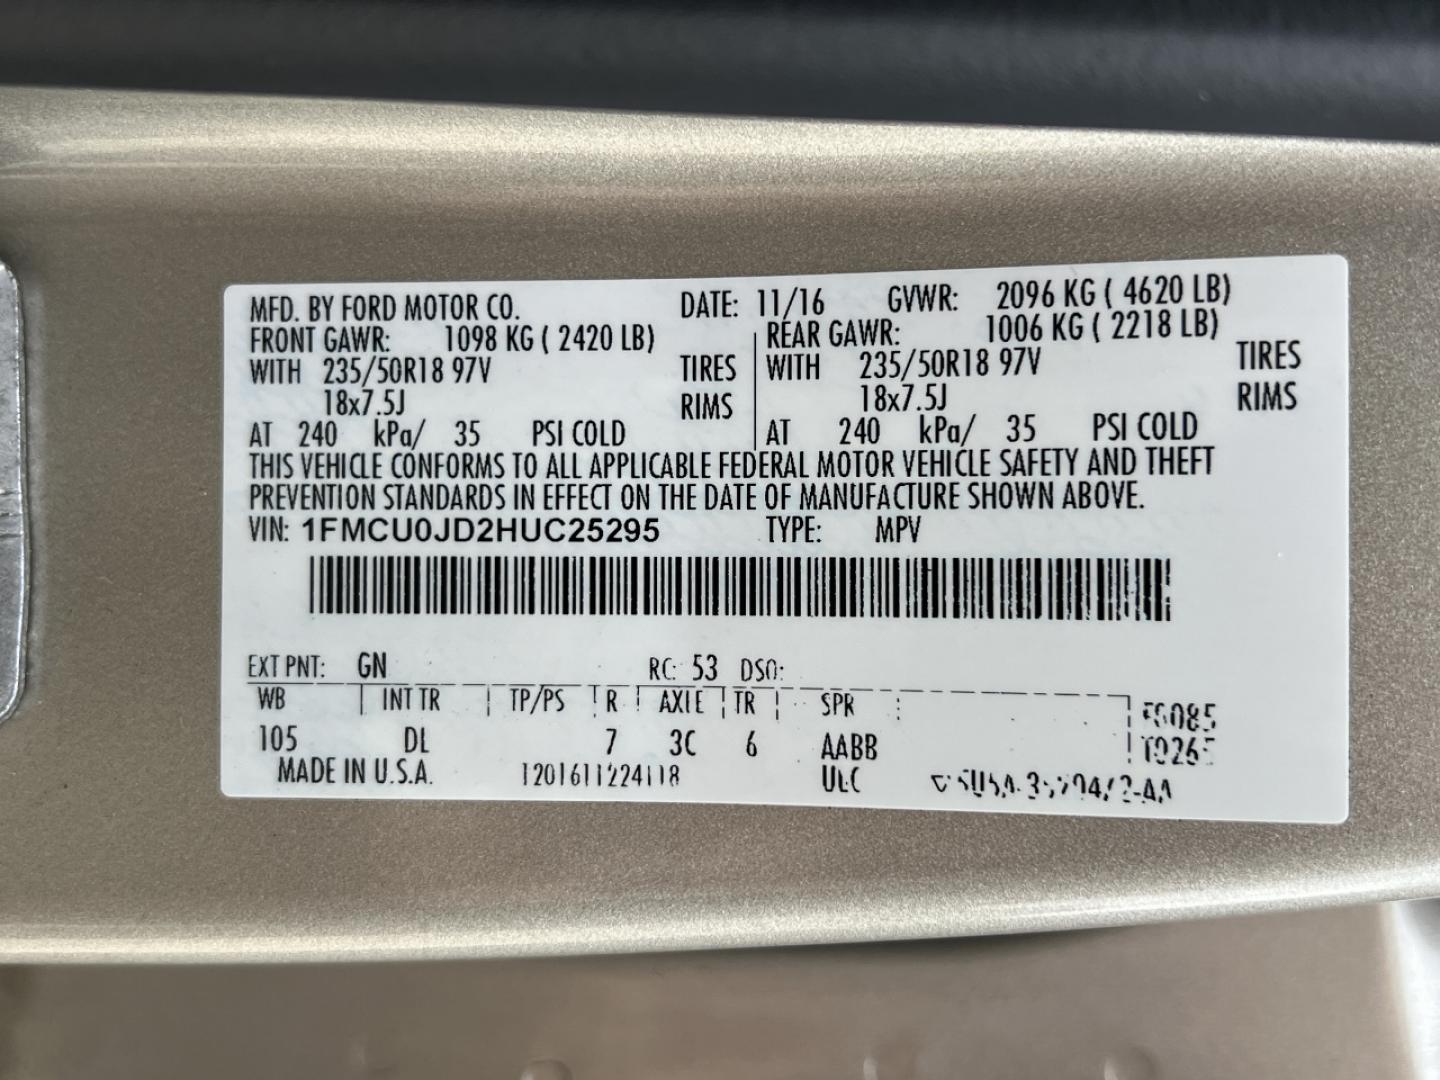 MFD. BY FORD MOTOR CO. DATE: 11/16 GVWR: 2096 KG ( 4620 LB)
FRONT GAWR: 1098 KG ( 2420 LB) REAR GAWR: 1006 KG ( 2218 LB)
WITH 235/50R18 97V TIRES WITH 235/50R18 97V TIRES
18x7.5J RIMS 18x7.5J RIMS
AT 240 kPa/ 35 PSI COLD AT 240 kPa/ 35 PSI COLD
THIS VEHICLE CONFORMS TO ALL APPLICABLE FEDERAL MOTOR VEHICLE SAFETY AND THEFT
PREVENTION STANDARDS IN EFFECT ON THE DATE OF MANUFACTURE SHOWN ABOVE.
VIN: 1FMCU0JD2HUC25295 TYPE: MPV
EXT PNT: GN RC: 53 DSO:
WB INT TR TP/PS R AXLE TR SPR
105 DL 7 3C 6 AABB
MADE IN U.S.A.